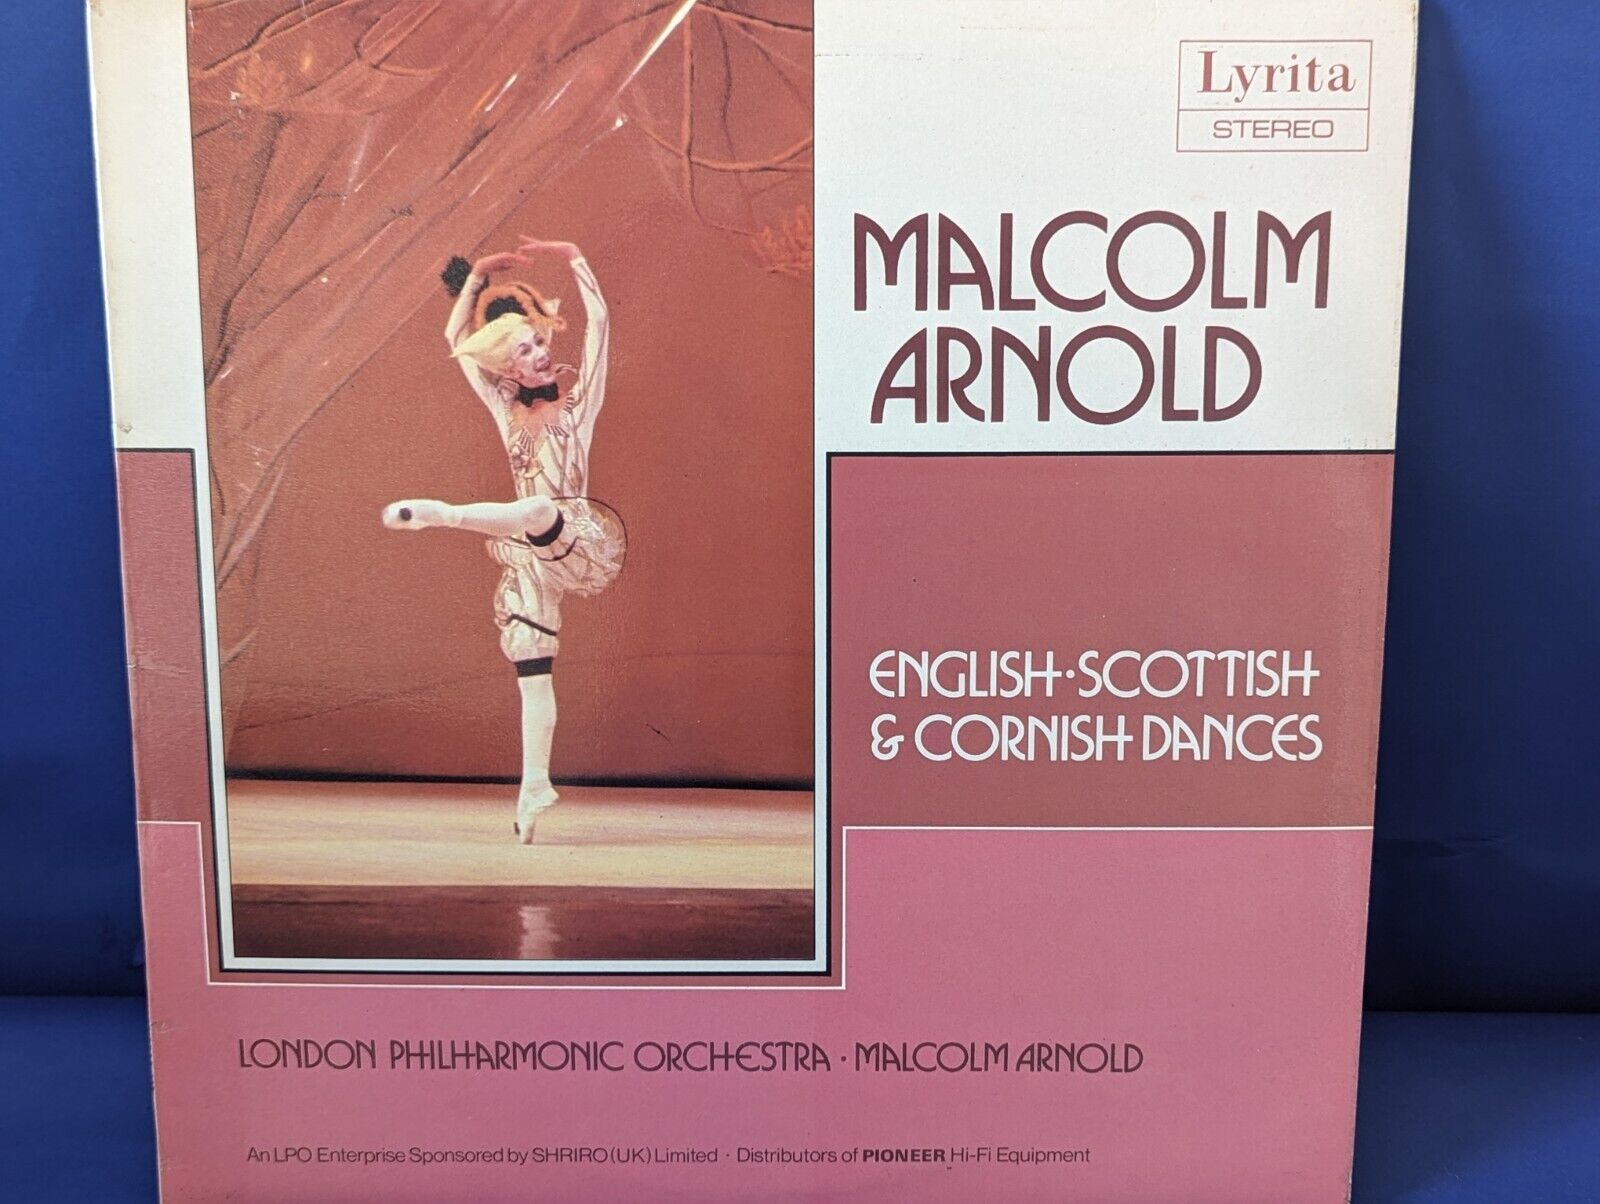 Lyrita
STEREO
MALCOLM
ARNOLD
ENGLISH·SCOTTISH
& CORNISH DANCES
LONDON PHILHARMONIC ORCHESTRA · MALCOLM ARNOLD
An LPO Enterprise Sponsored by SHRIRO (UK) Limited · Distributors of PIONEER Hi-Fi Equipment